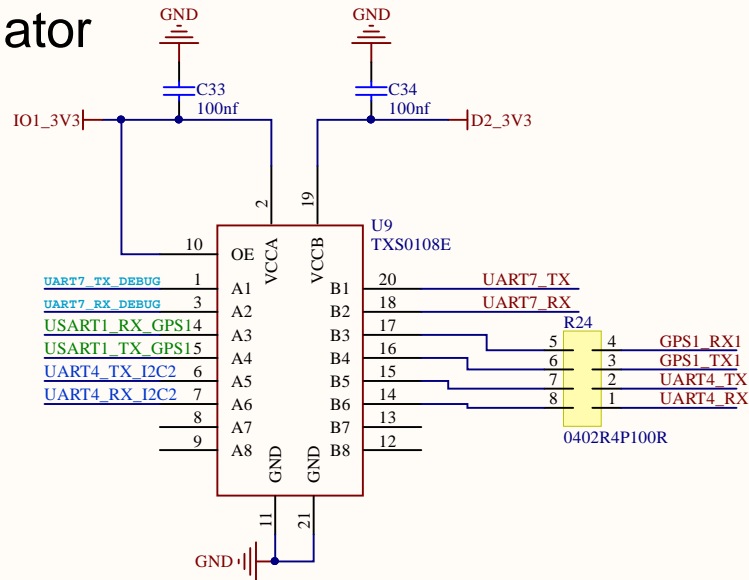 ator
GND
GND
C33
100nf
C34
100nf
IO1_3V3
D2_3V3
2
19
U9
TXS0108E
10
OE
VCCA
VCCB
UART7_TX_DEBUG
1
A1
B1
20
UART7_TX
UART7_RX_DEBUG
3
A2
B2
18
UART7_RX
USART1_RX_GPS1
4
A3
B3
17
R24
5
4
GPS1_RX1
USART1_TX_GPS1
5
A4
B4
16
6
3
GPS1_TX1
UART4_TX_I2C2
6
A5
B5
15
7
2
UART4_TX
UART4_RX_I2C2
7
A6
B6
14
8
1
UART4_RX
8
A7
B7
13
0402R4P100R
9
A8
B8
12
GND
GND
11
21
GND